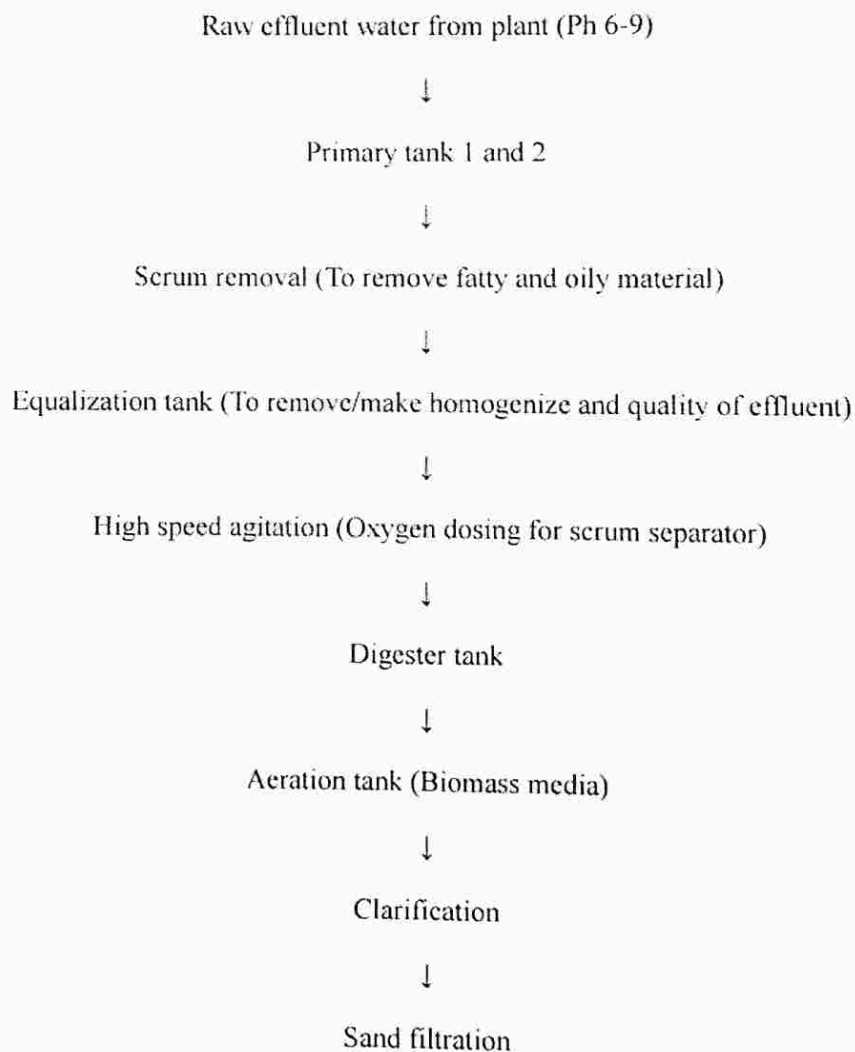 Raw effluent water from plant (Ph 6-9)
↓
Primary tank 1 and 2
↓
Scrum removal (To remove fatty and oily material)
↓
Equalization tank (To remove/make homogenize and quality of effluent)
↓
High speed agitation (Oxygen dosing for scrum separator)
↓
Digester tank
↓
Aeration tank (Biomass media)
↓
Clarification
↓
Sand filtration